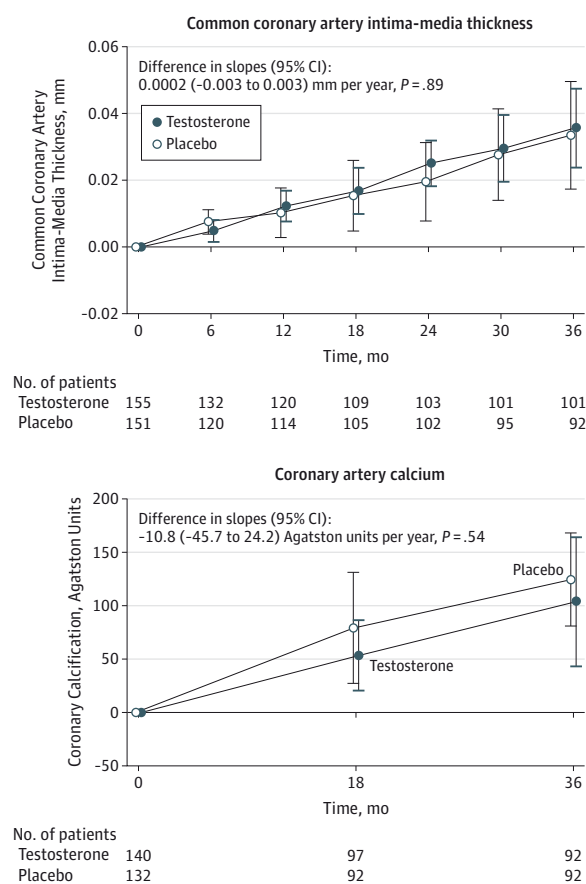 Common coronary artery intima-media thickness
0.06
0.04
0.02
0.00
-0.02
Common Coronary Artery
Intima-Media Thickness, mm
Difference in slopes (95% CI):
0.0002 (-0.003 to 0.003) mm per year, P = .89
Testosterone
Placebo
0 6 12 18 24 30 36
Time, mo
No. of patients
Testosterone 155 132 120 109 103 101 101
Placebo 151 120 114 105 102 95 92
Coronary artery calcium
200
150
100
50
0
-50
Coronary Calcification, Agatston Units
Difference in slopes (95% CI):
-10.8 (-45.7 to 24.2) Agatston units per year, P = .54
Placebo
Testosterone
0 18 36
Time, mo
No. of patients
Testosterone 140 97 92
Placebo 132 92 92